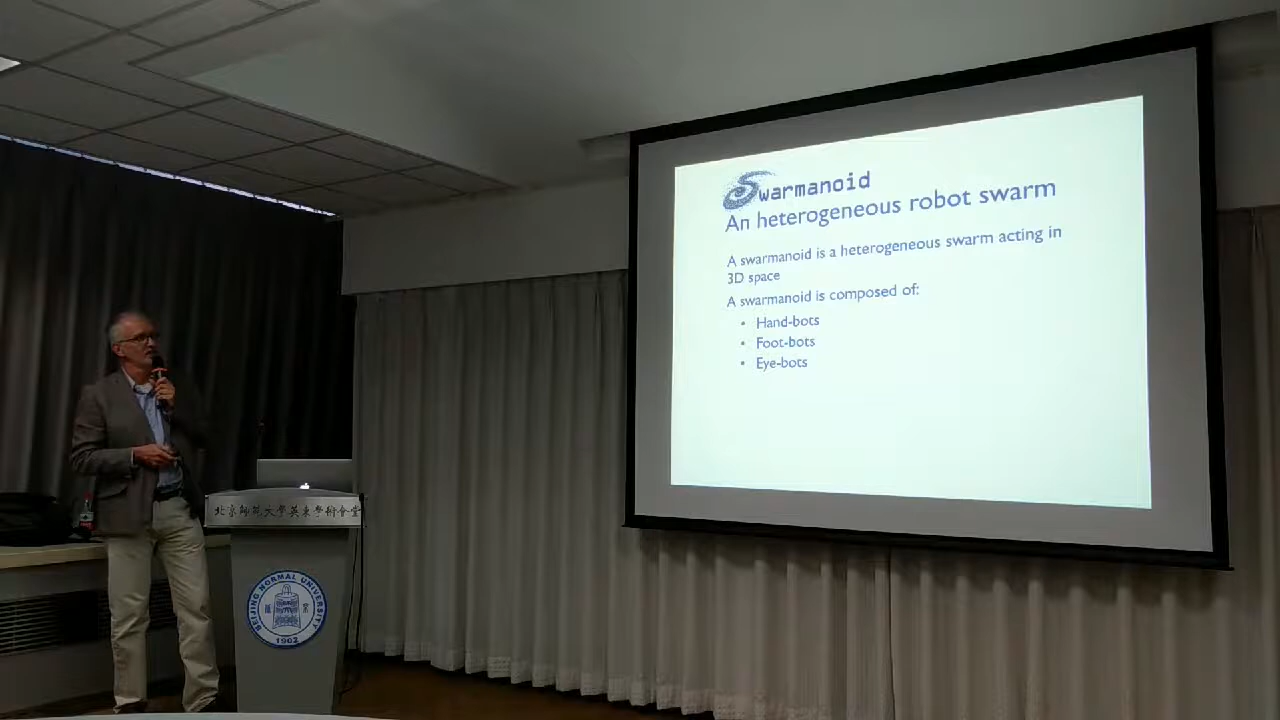 Swarmanoid
An heterogeneous robot swarm
A swarmanoid is a heterogeneous swarm acting in
3D space
A swarmanoid is composed of:
• Hand-bots
• Foot-bots
• Eye-bots
北京師範大學英東學術會堂
BEIJING NORMAL UNIVERSITY
1902